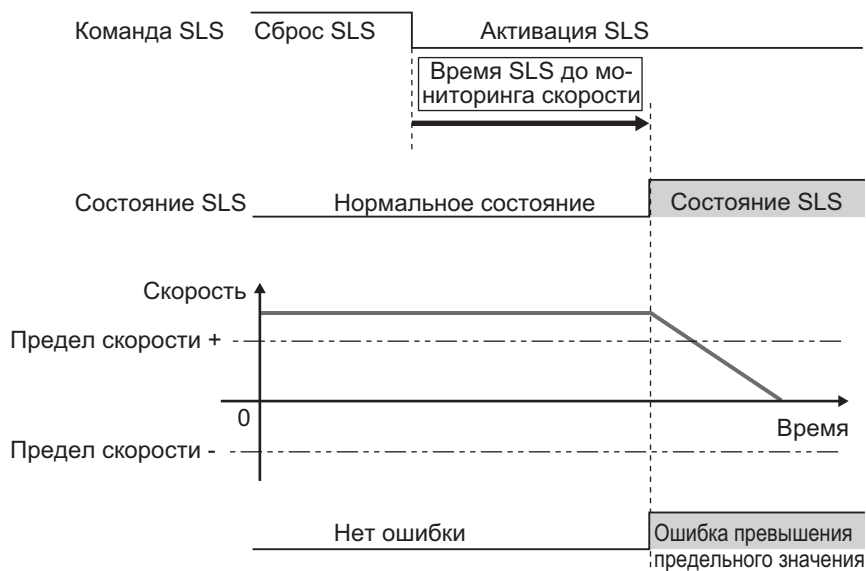 Команда SLS
Сброс SLS
Активация SLS
Время SLS до мо-
ниторинга скорости
Состояние SLS
Нормальное состояние
Состояние SLS
Скорость
Предел скорости +
0
Время
Предел скорости -
Нет ошибки
Ошибка превышения
предельного значения